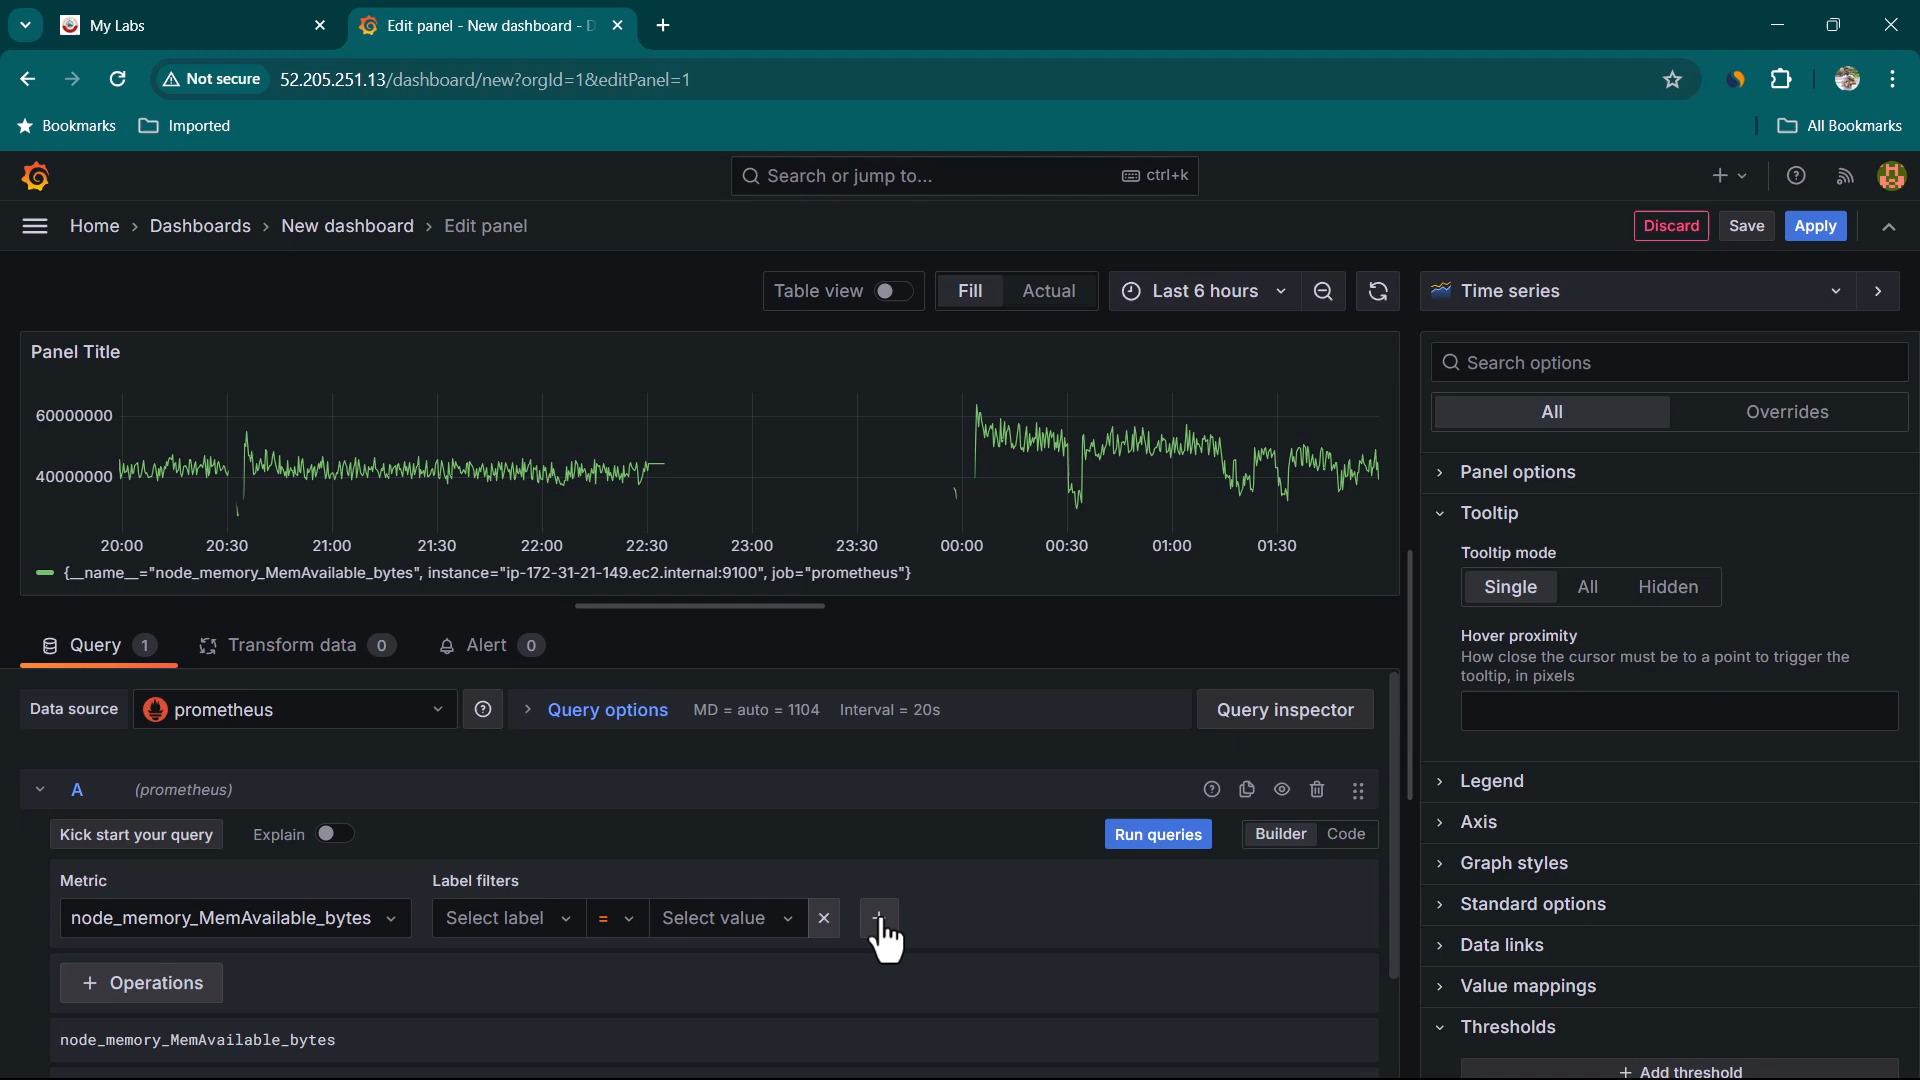 My Labs
Edit panel - New dashboard - D
Not secure 52.205.251.13/dashboard/new?orgId=1&editPanel=1
Bookmarks Imported All Bookmarks
Search or jump to... ctrl+k
Home › Dashboards › New dashboard › Edit panel
Discard Save Apply
Table view Fill Actual Last 6 hours Time series
Panel Title
60000000
40000000
20:00 20:30 21:00 21:30 22:00 22:30 23:00 23:30 00:00 00:30 01:00 01:30
{__name__="node_memory_MemAvailable_bytes", instance="ip-172-31-21-149.ec2.internal:9100", job="prometheus"}
Query 1 Transform data 0 Alert 0
Data source prometheus Query options MD = auto = 1104 Interval = 20s Query inspector
A (prometheus)
Kick start your query Explain Run queries Builder Code
Metric Label filters
node_memory_MemAvailable_bytes Select label = Select value
+ Operations
node_memory_MemAvailable_bytes
Search options
All Overrides
Panel options
Tooltip
Tooltip mode
Single All Hidden
Hover proximity
How close the cursor must be to a point to trigger the
tooltip, in pixels
Legend
Axis
Graph styles
Standard options
Data links
Value mappings
Thresholds
+ Add threshold